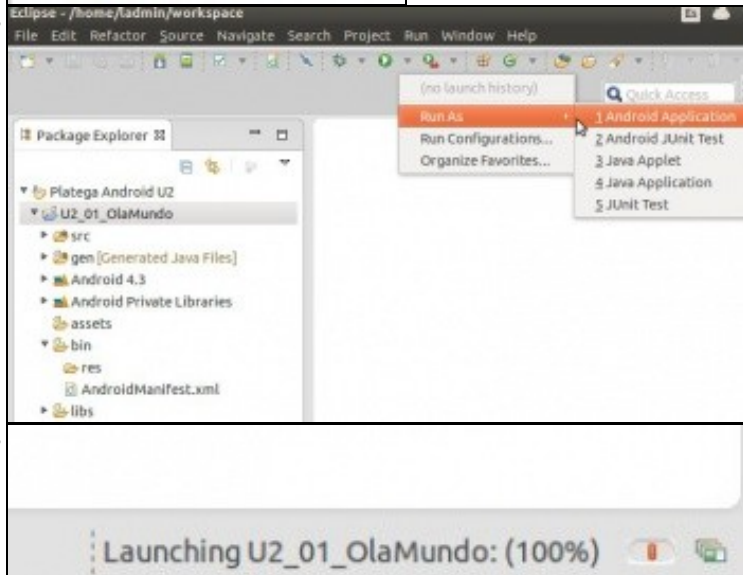 Eclipse - /home/ladmin/workspace
File Edit Refactor Source Navigate Search Project Run Window Help
(no launch history)
Quick Access
Run As
1 Android Application
Run Configurations...
2 Android JUnit Test
Organize Favorites...
3 Java Applet
4 Java Application
5 JUnit Test
Package Explorer
Platega Android U2
U2_01_OlaMundo
src
gen [Generated Java Files]
Android 4.3
Android Private Libraries
assets
bin
res
AndroidManifest.xml
libs
Launching U2_01_OlaMundo: (100%)